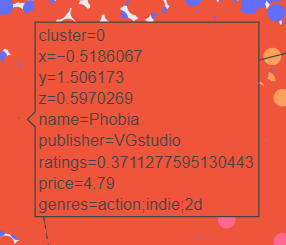 cluster=0
x=−0.5186067
y=1.506173
z=0.5970269
name=Phobia
publisher=VGstudio
ratings=0.3711277595130443
price=4.79
genres=action;indie;2d